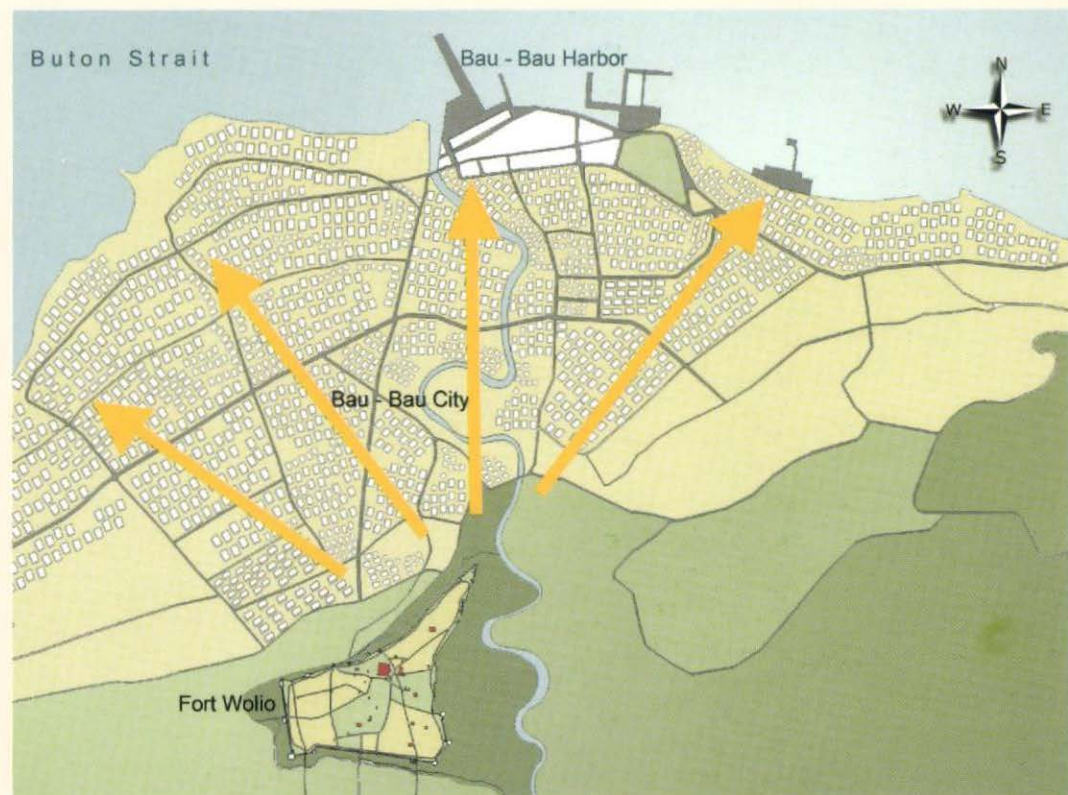 Buton Strait
Bau - Bau Harbor
N
W E
S
Bau - Bau City
Fort Wolio